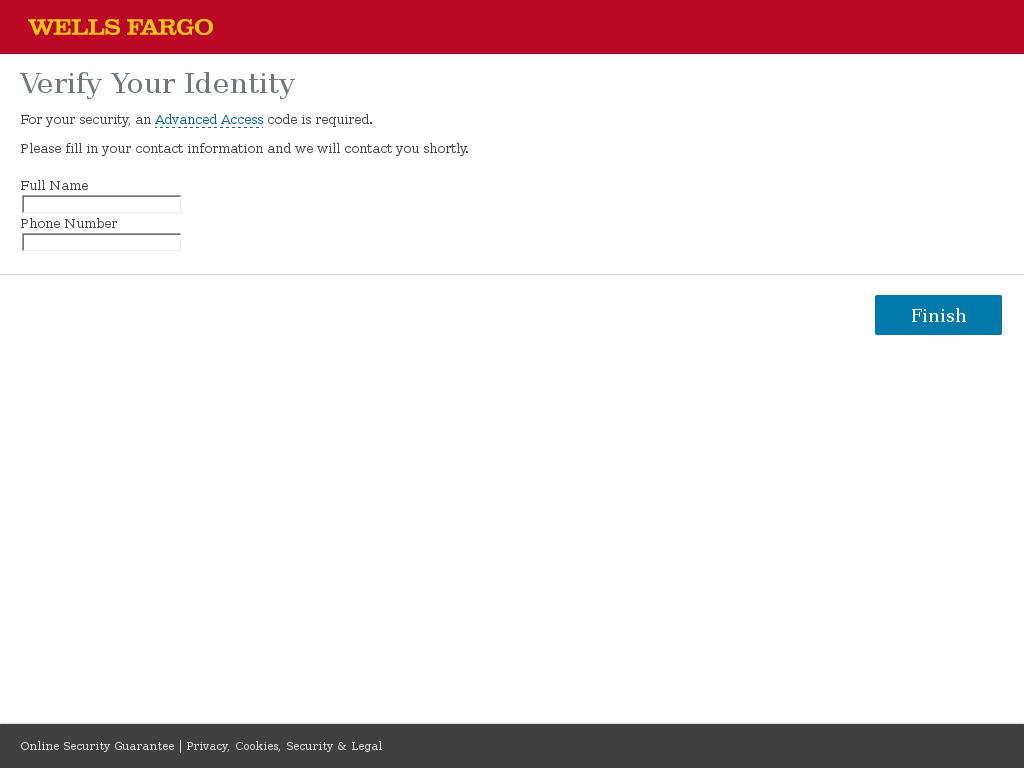 WELLS FARGO
Verify Your Identity
For your security, an Advanced Access code is required.
Please fill in your contact information and we will contact you shortly.
Full Name
Phone Number
Finish
Online Security Guarantee | Privacy, Cookies, Security & Legal